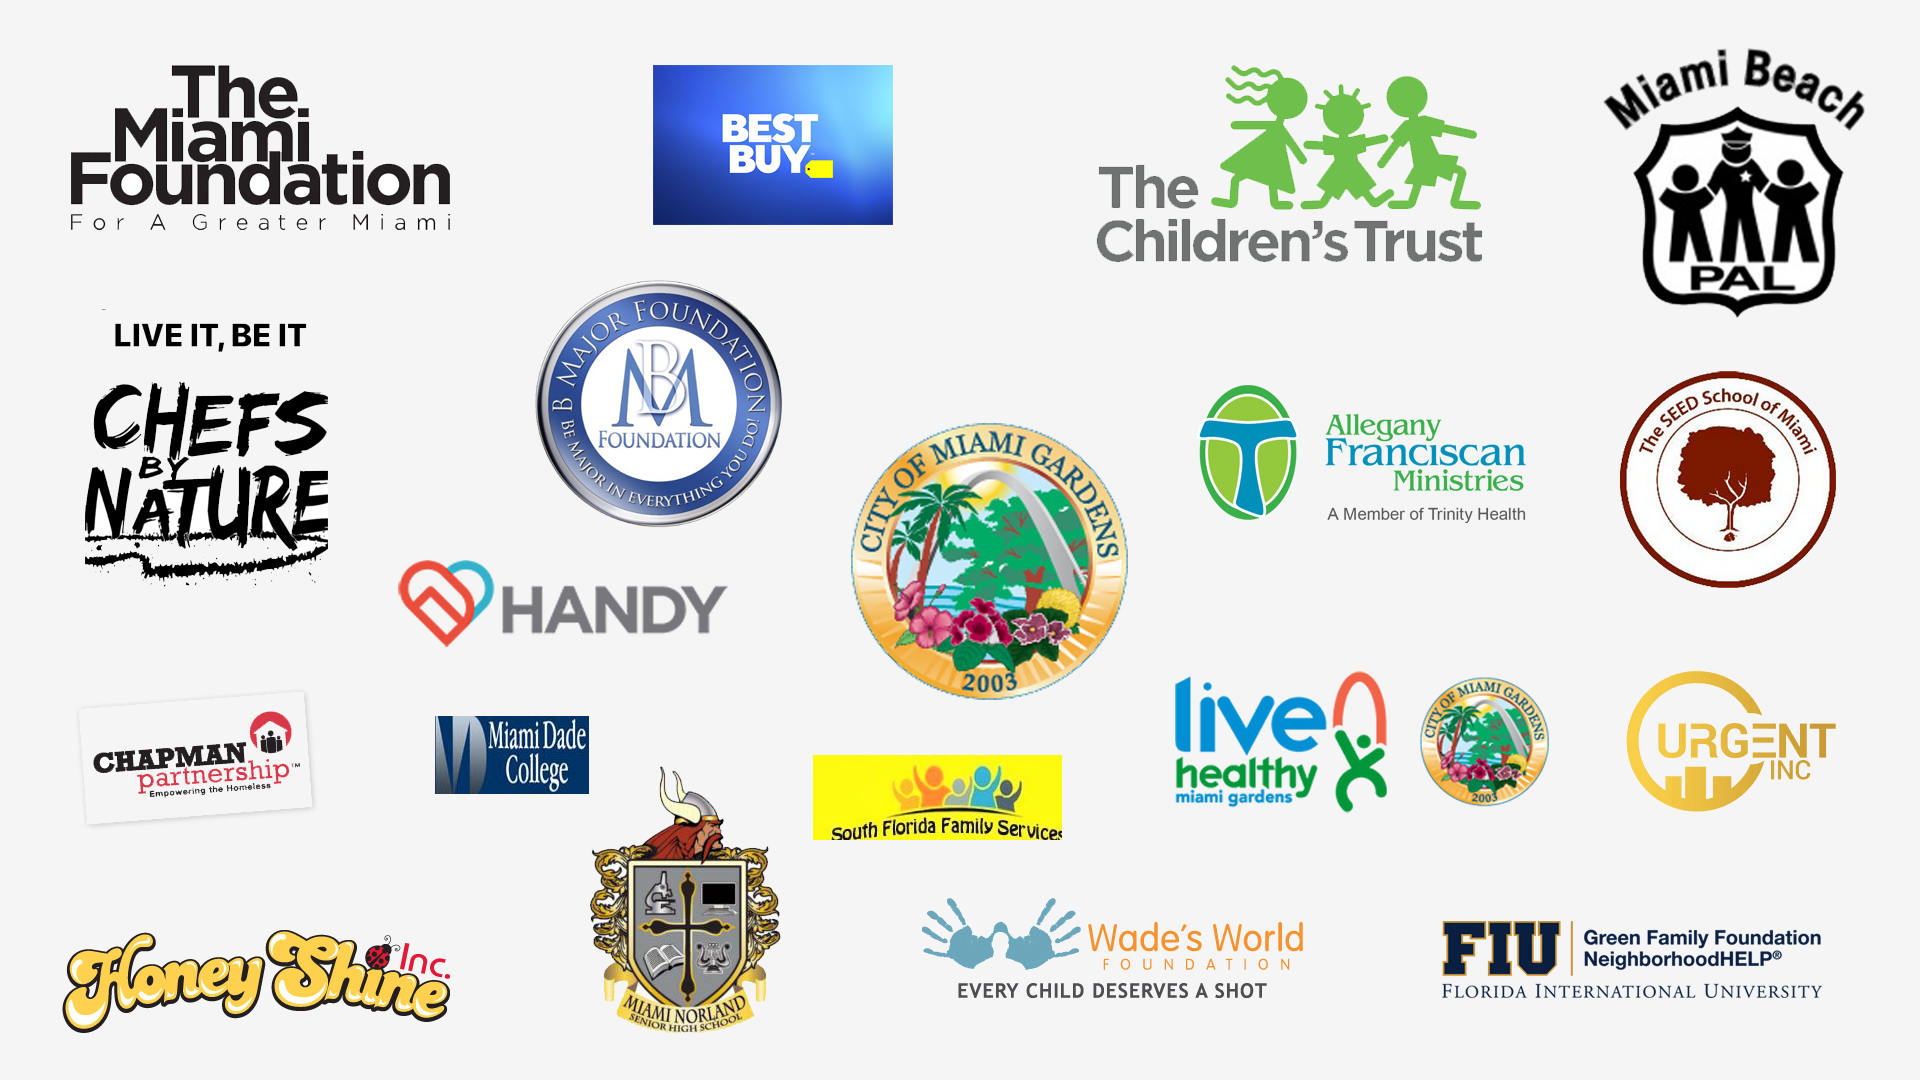 The
Miami
Foundation
For A Greater Miami
BEST
BUY
The
Children's Trust
Miami Beach
PAL
LIVE IT, BE IT
CHEFS
BY
NATURE
B MAJOR FOUNDATION
BM
FOUNDATION
BE MAJOR IN EVERYTHING YOU DO!
CITY OF MIAMI GARDENS
2003
Allegany
Franciscan
Ministries
A Member of Trinity Health
The SEED School of Miami
HANDY
CHAPMAN
partnership™
Empowering the Homeless
Miami Dade
College
South Florida Family Services
live
healthy
miami gardens
CITY OF MIAMI GARDENS
2003
URGENT
INC
Honey Shine Inc.
MIAMI NORLAND
SENIOR HIGH SCHOOL
Wade's World
FOUNDATION
EVERY CHILD DESERVES A SHOT
FIU
Green Family Foundation
NeighborhoodHELP®
FLORIDA INTERNATIONAL UNIVERSITY